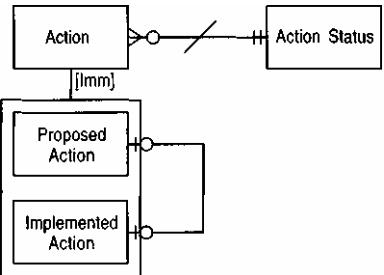 Action
Action Status
[Imm]
Proposed
Action
Implemented
Action